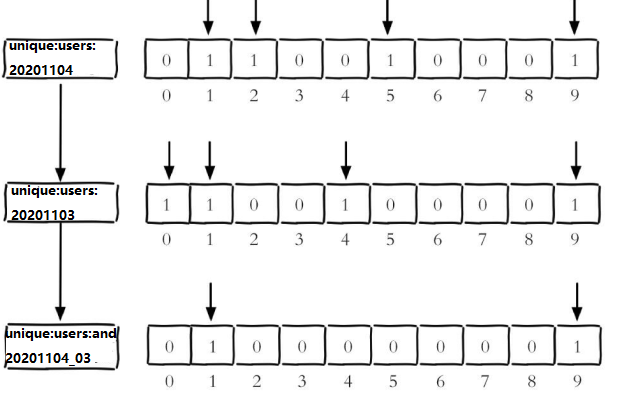 unique:users:
20201104
0 1 1 0 0 1 0 0 0 1
0 1 2 3 4 5 6 7 8 9
unique:users:
20201103
1 1 0 0 1 0 0 0 0 1
0 1 2 3 4 5 6 7 8 9
unique:users:and
20201104_03
0 1 0 0 0 0 0 0 0 1
0 1 2 3 4 5 6 7 8 9